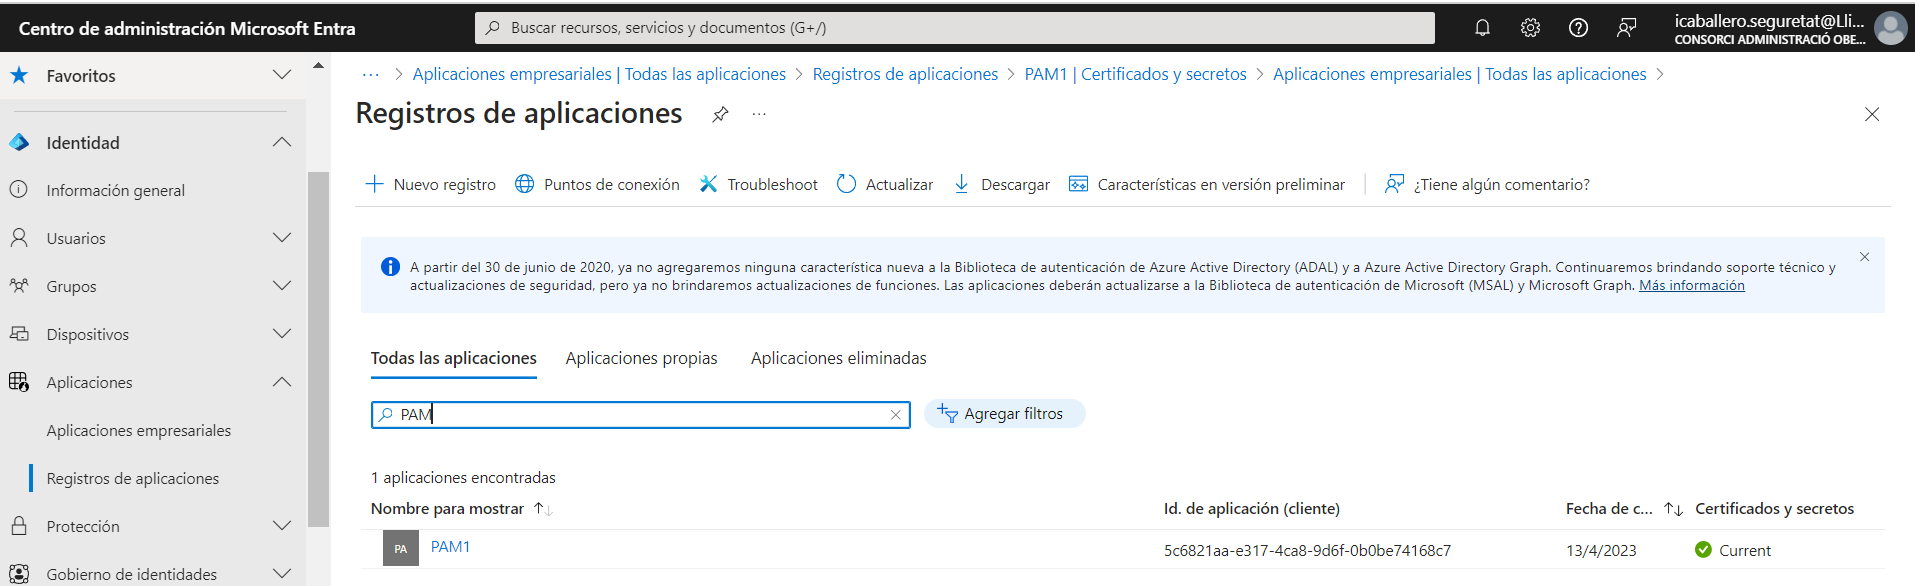 Centro de administración Microsoft Entra
Buscar recursos, servicios y documentos (G+/)
icaballero.seguretat@Lli...
CONSORCI ADMINISTRACIÓ OBE...
Favoritos
Identidad
Información general
Usuarios
Grupos
Dispositivos
Aplicaciones
Aplicaciones empresariales
Registros de aplicaciones
Protección
Gobierno de identidades
... > Aplicaciones empresariales | Todas las aplicaciones > Registros de aplicaciones > PAM1 | Certificados y secretos > Aplicaciones empresariales | Todas las aplicaciones >
Registros de aplicaciones ...
Nuevo registro Puntos de conexión Troubleshoot Actualizar Descargar Características en versión preliminar ¿Tiene algún comentario?
A partir del 30 de junio de 2020, ya no agregaremos ninguna característica nueva a la Biblioteca de autenticación de Azure Active Directory (ADAL) y a Azure Active Directory Graph. Continuaremos brindando soporte técnico y
actualizaciones de seguridad, pero ya no brindaremos actualizaciones de funciones. Las aplicaciones deberán actualizarse a la Biblioteca de autenticación de Microsoft (MSAL) y Microsoft Graph. Más información
Todas las aplicaciones Aplicaciones propias Aplicaciones eliminadas
PAM
Agregar filtros
1 aplicaciones encontradas
Nombre para mostrar Id. de aplicación (cliente) Fecha de c... Certificados y secretos
PA PAM1 5c6821aa-e317-4ca8-9d6f-0b0be74168c7 13/4/2023 Current